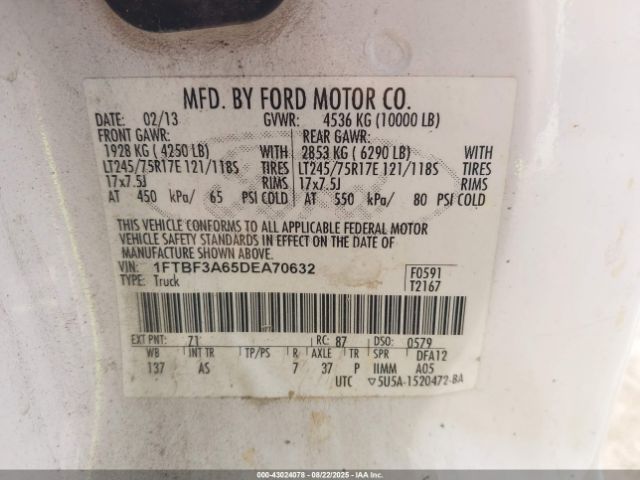 MFD. BY FORD MOTOR CO.
DATE: 02/13 GVWR: 4536 KG (10000 LB)
FRONT GAWR: REAR GAWR:
1928 KG (4250 LB) WITH 2853 KG (6290 LB) WITH
LT245/75R17E 121/118S TIRES LT245/75R17E 121/118S TIRES
17x7.5J RIMS 17x7.5J RIMS
AT 450 kPa/ 65 PSI COLD AT 550 kPa/ 80 PSI COLD
THIS VEHICLE CONFORMS TO ALL APPLICABLE FEDERAL MOTOR
VEHICLE SAFETY STANDARDS IN EFFECT ON THE DATE OF
MANUFACTURE SHOWN ABOVE.
VIN: 1FTBF3A65DEA70632 F0591
TYPE: Truck T2167
EXT PNT: Z1 RC: 87 DSO: 0579
WB INT TR TP/PS R AXLE TR SPR DFA12
137 AS 7 37 P IIMM A05
UTC ▽5U5A-1520472-BA
000-43024078 - 08/22/2025 - IAA Inc.